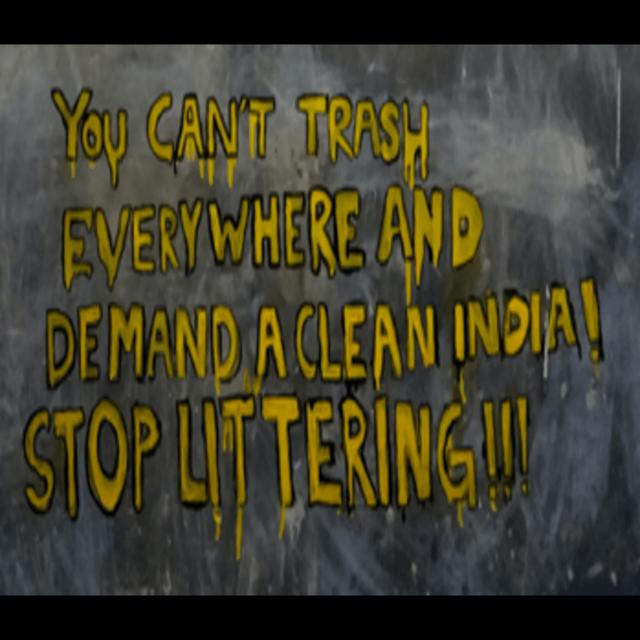 YOU CAN'T TRASH
EVERYWHERE AND
DEMAND A CLEAN INDIA!
STOP LITTERING!!!